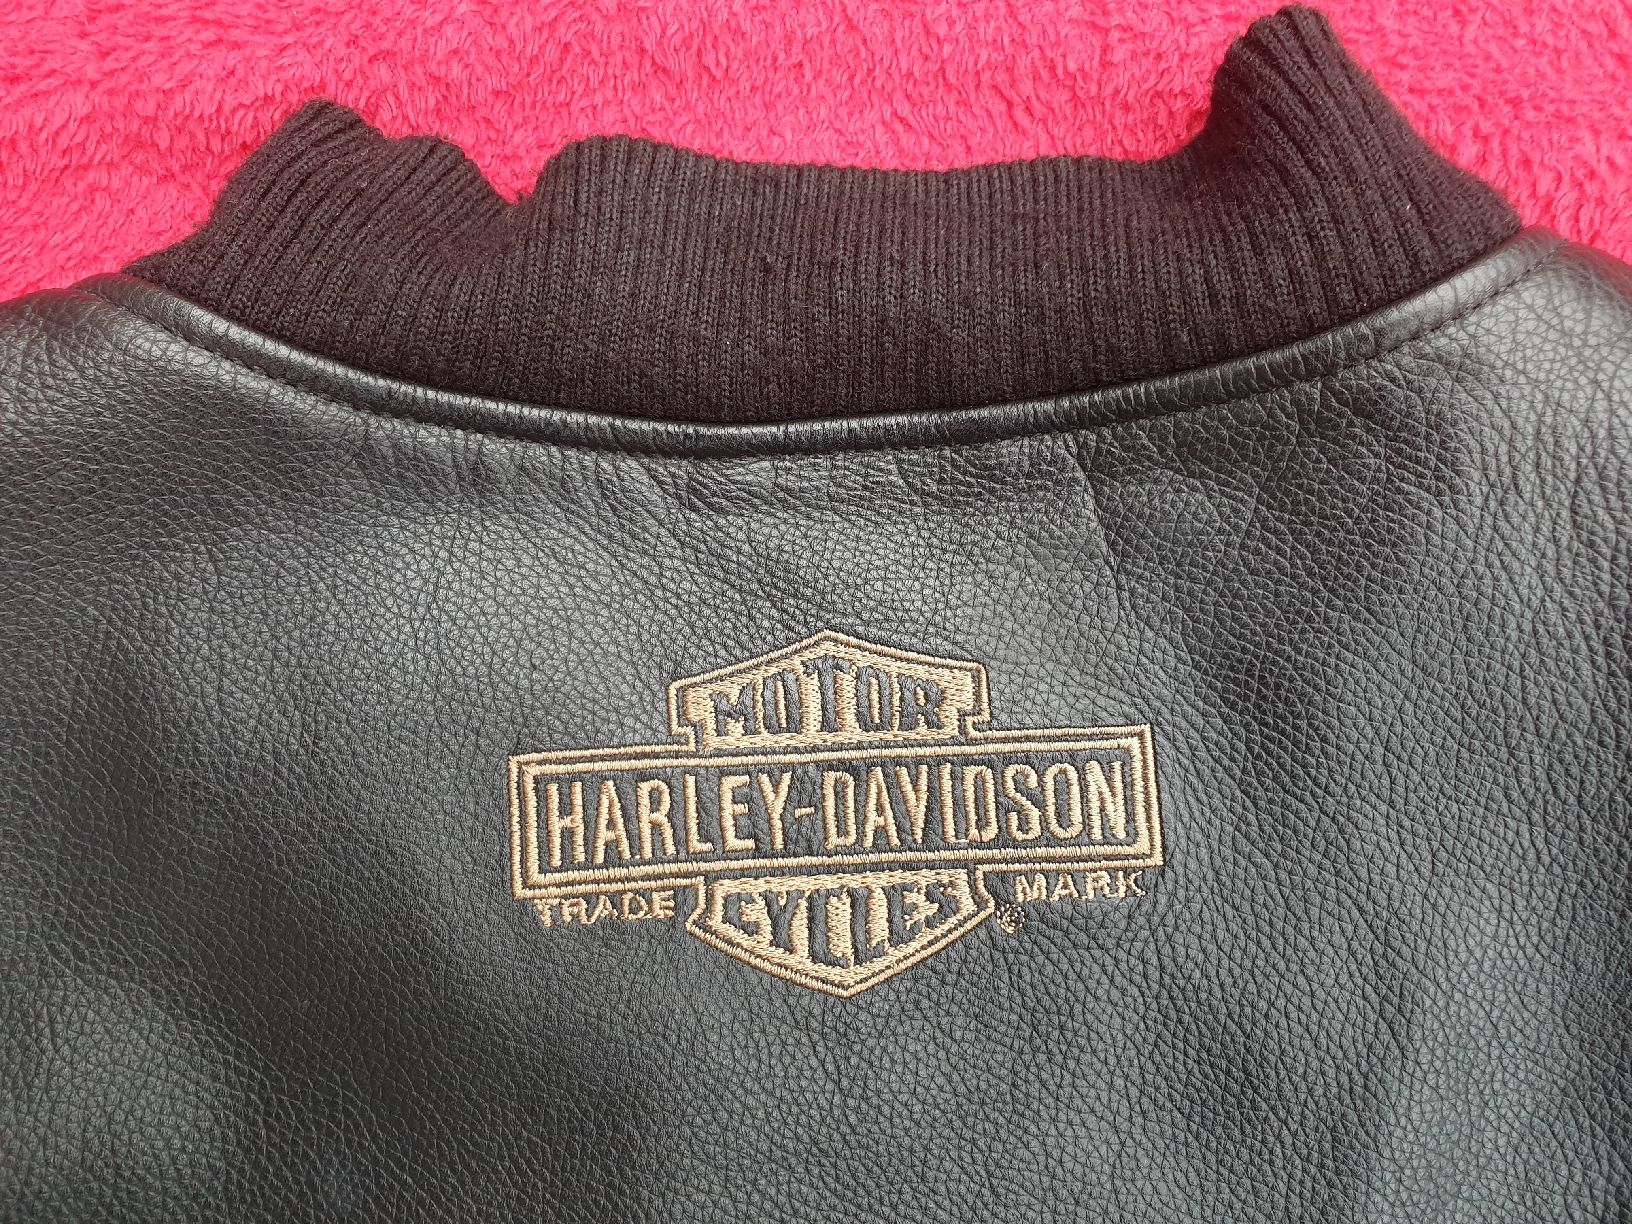 MOTOR
HARLEY-DAVIDSON
TRADE MARK
CYCLES ®